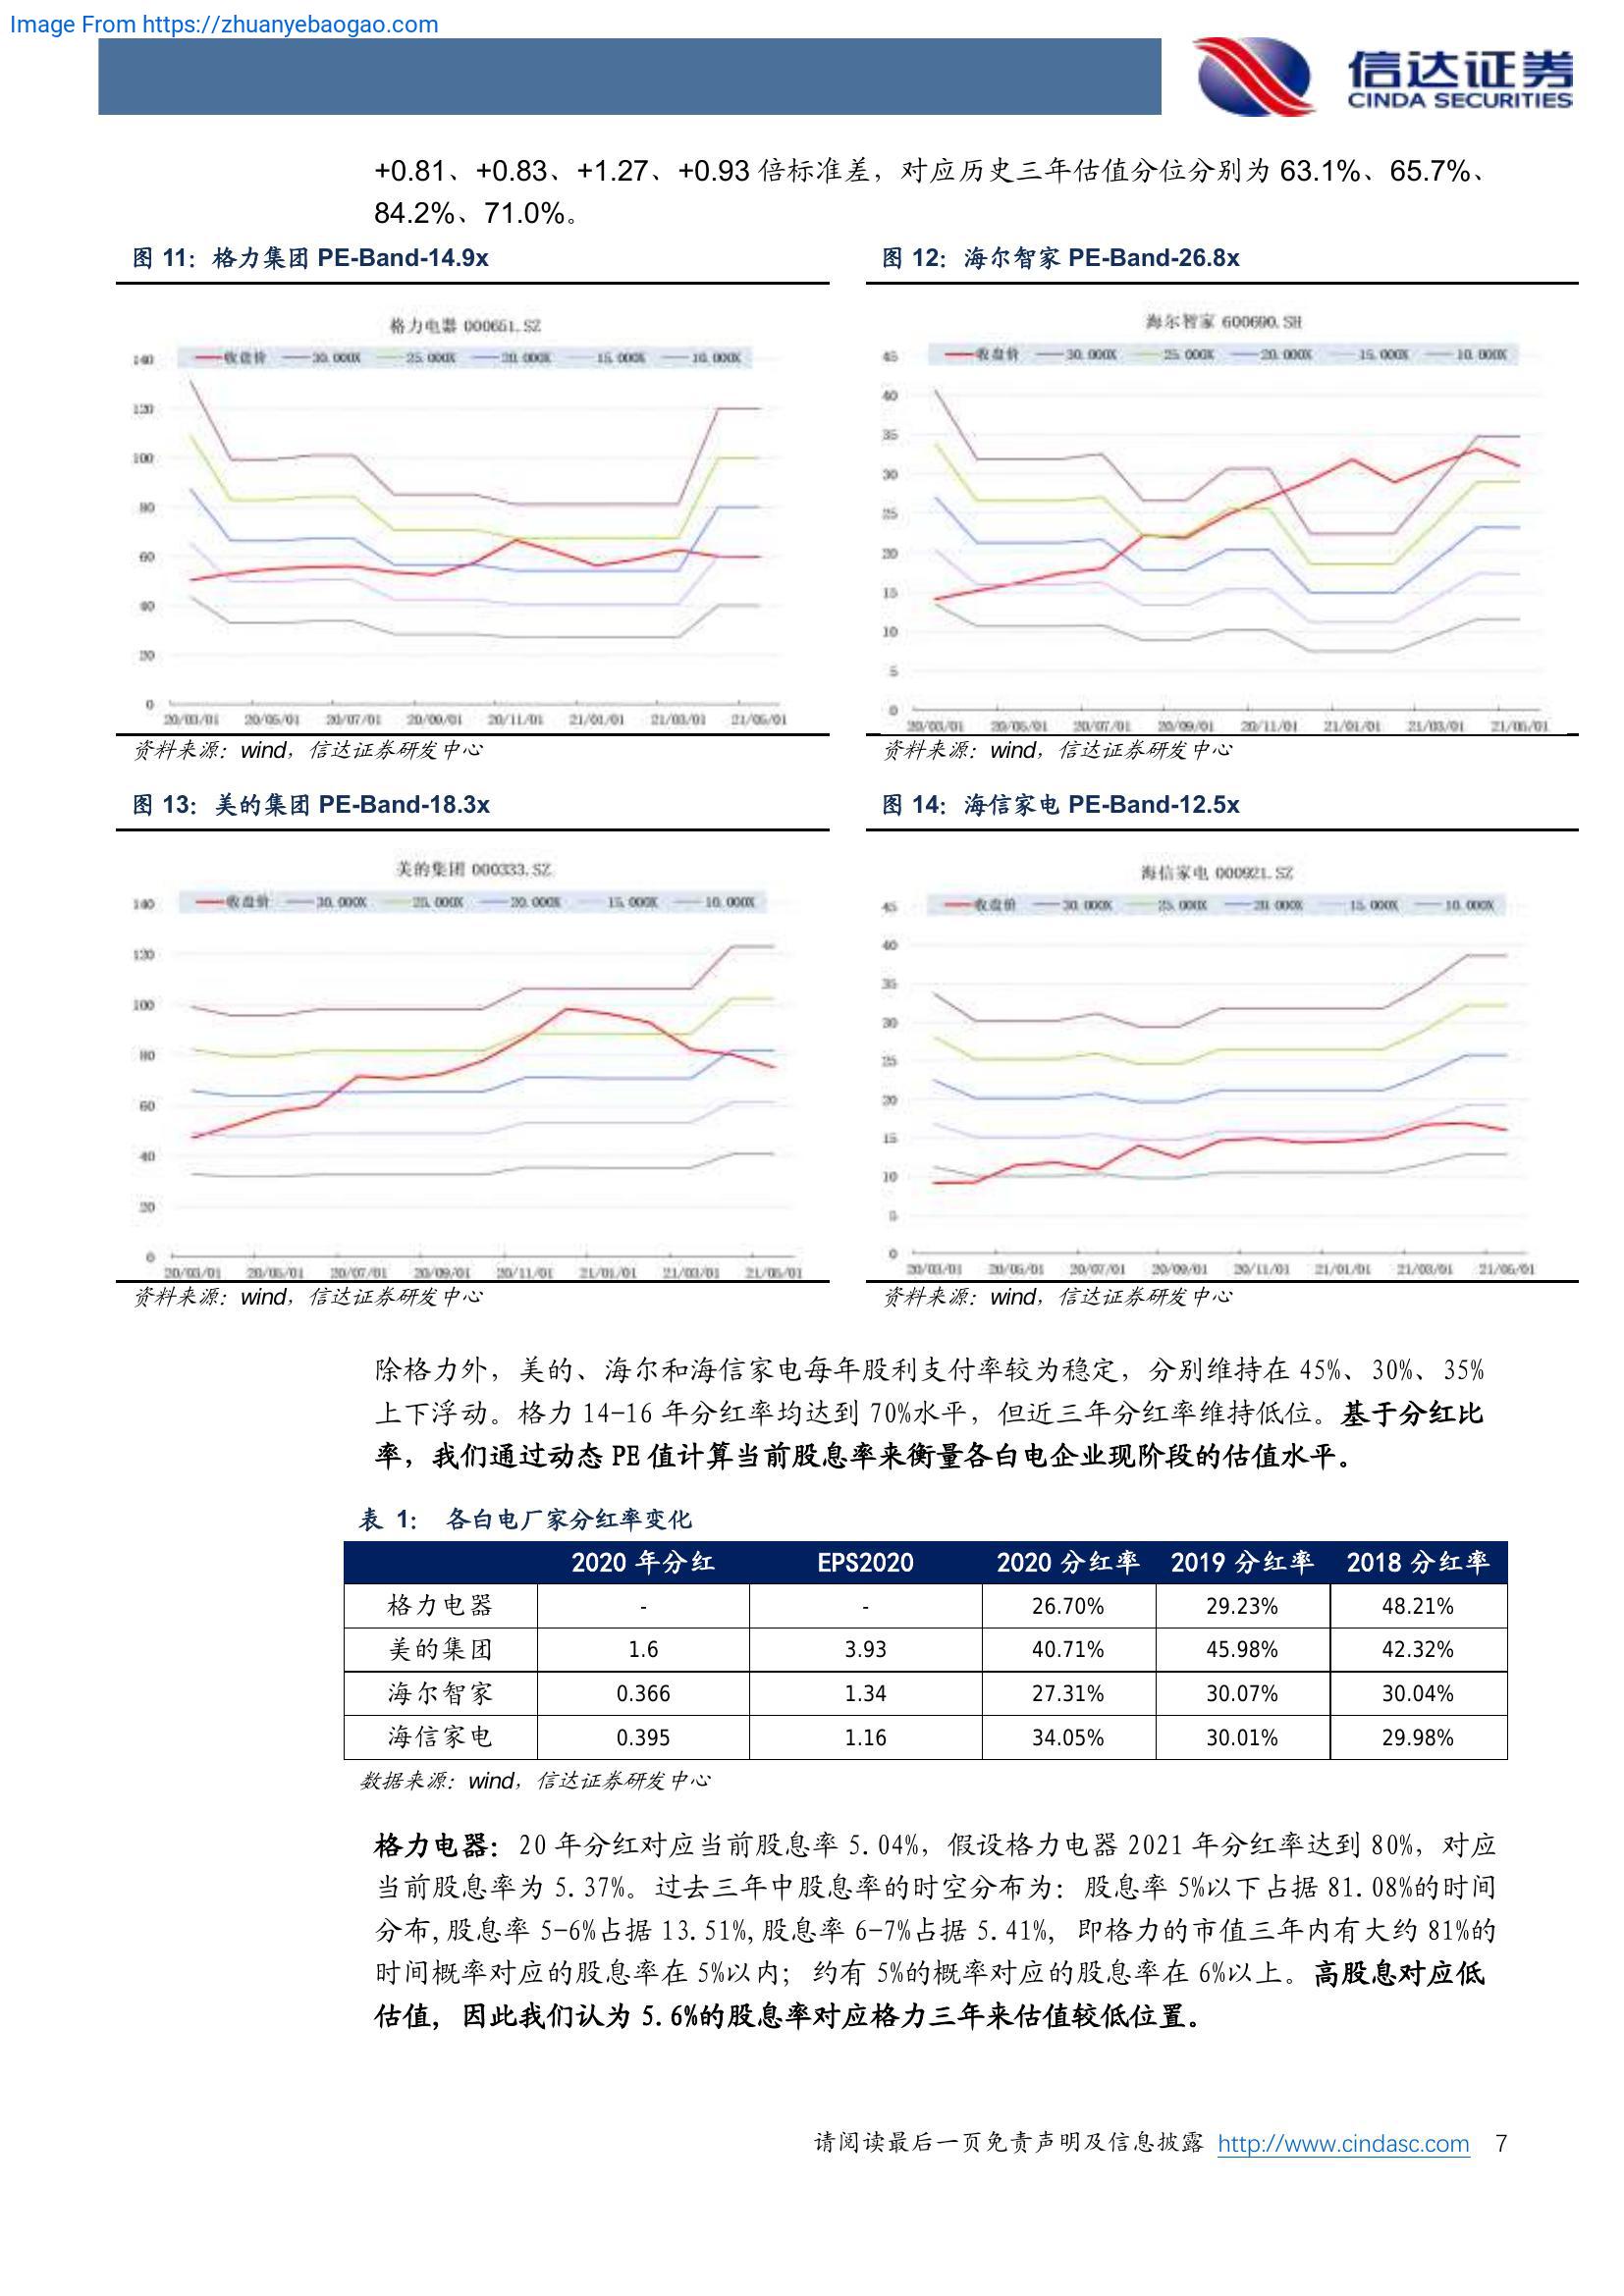 Image From https://zhuanyebaogao.com
信达证券
CINDA SECURITIES
+0.81、+0.83、+1.27、+0.93 倍标准差，对应历史三年估值分位分别为 63.1%、65.7%、
84.2%、71.0%。
图 11：格力集团 PE-Band-14.9x
图 12：海尔智家 PE-Band-26.8x
格力电器 000651.SZ
海尔智家 600690.SH
收盘价 30.000X 25.000X 20.000X 15.000X 10.000X
收盘价 30.000X 25.000X 20.000X 15.000X 10.000X
140
120
100
80
60
40
20
0
20/03/01 20/05/01 20/07/01 20/09/01 20/11/01 21/01/01 21/03/01 21/05/01
45
40
35
30
25
20
15
10
5
0
20/03/01 20/05/01 20/07/01 20/09/01 20/11/01 21/01/01 21/03/01 21/05/01
资料来源：wind，信达证券研发中心
资料来源：wind，信达证券研发中心
图 13：美的集团 PE-Band-18.3x
图 14：海信家电 PE-Band-12.5x
美的集团 000333.SZ
海信家电 000921.SZ
收盘价 30.000X 25.000X 20.000X 15.000X 10.000X
收盘价 30.000X 25.000X 20.000X 15.000X 10.000X
140
120
100
80
60
40
20
0
20/03/01 20/05/01 20/07/01 20/09/01 20/11/01 21/01/01 21/03/01 21/05/01
45
40
35
30
25
20
15
10
5
0
20/03/01 20/05/01 20/07/01 20/09/01 20/11/01 21/01/01 21/03/01 21/05/01
资料来源：wind，信达证券研发中心
资料来源：wind，信达证券研发中心
除格力外，美的、海尔和海信家电每年股利支付率较为稳定，分别维持在 45%、30%、35%
上下浮动。格力 14-16 年分红率均达到 70%水平，但近三年分红率维持低位。基于分红比
率，我们通过动态 PE 值计算当前股息率来衡量各白电企业现阶段的估值水平。
表 1： 各白电厂家分红率变化
2020 年分红 EPS2020 2020 分红率 2019 分红率 2018 分红率
格力电器 - - 26.70% 29.23% 48.21%
美的集团 1.6 3.93 40.71% 45.98% 42.32%
海尔智家 0.366 1.34 27.31% 30.07% 30.04%
海信家电 0.395 1.16 34.05% 30.01% 29.98%
数据来源：wind，信达证券研发中心
格力电器：20 年分红对应当前股息率 5.04%，假设格力电器 2021 年分红率达到 80%，对应
当前股息率为 5.37%。过去三年中股息率的时空分布为：股息率 5%以下占据 81.08%的时间
分布,股息率 5-6%占据 13.51%,股息率 6-7%占据 5.41%, 即格力的市值三年内有大约 81%的
时间概率对应的股息率在 5%以内；约有 5%的概率对应的股息率在 6%以上。高股息对应低
估值，因此我们认为 5.6%的股息率对应格力三年来估值较低位置。
请阅读最后一页免责声明及信息披露 http://www.cindasc.com 7